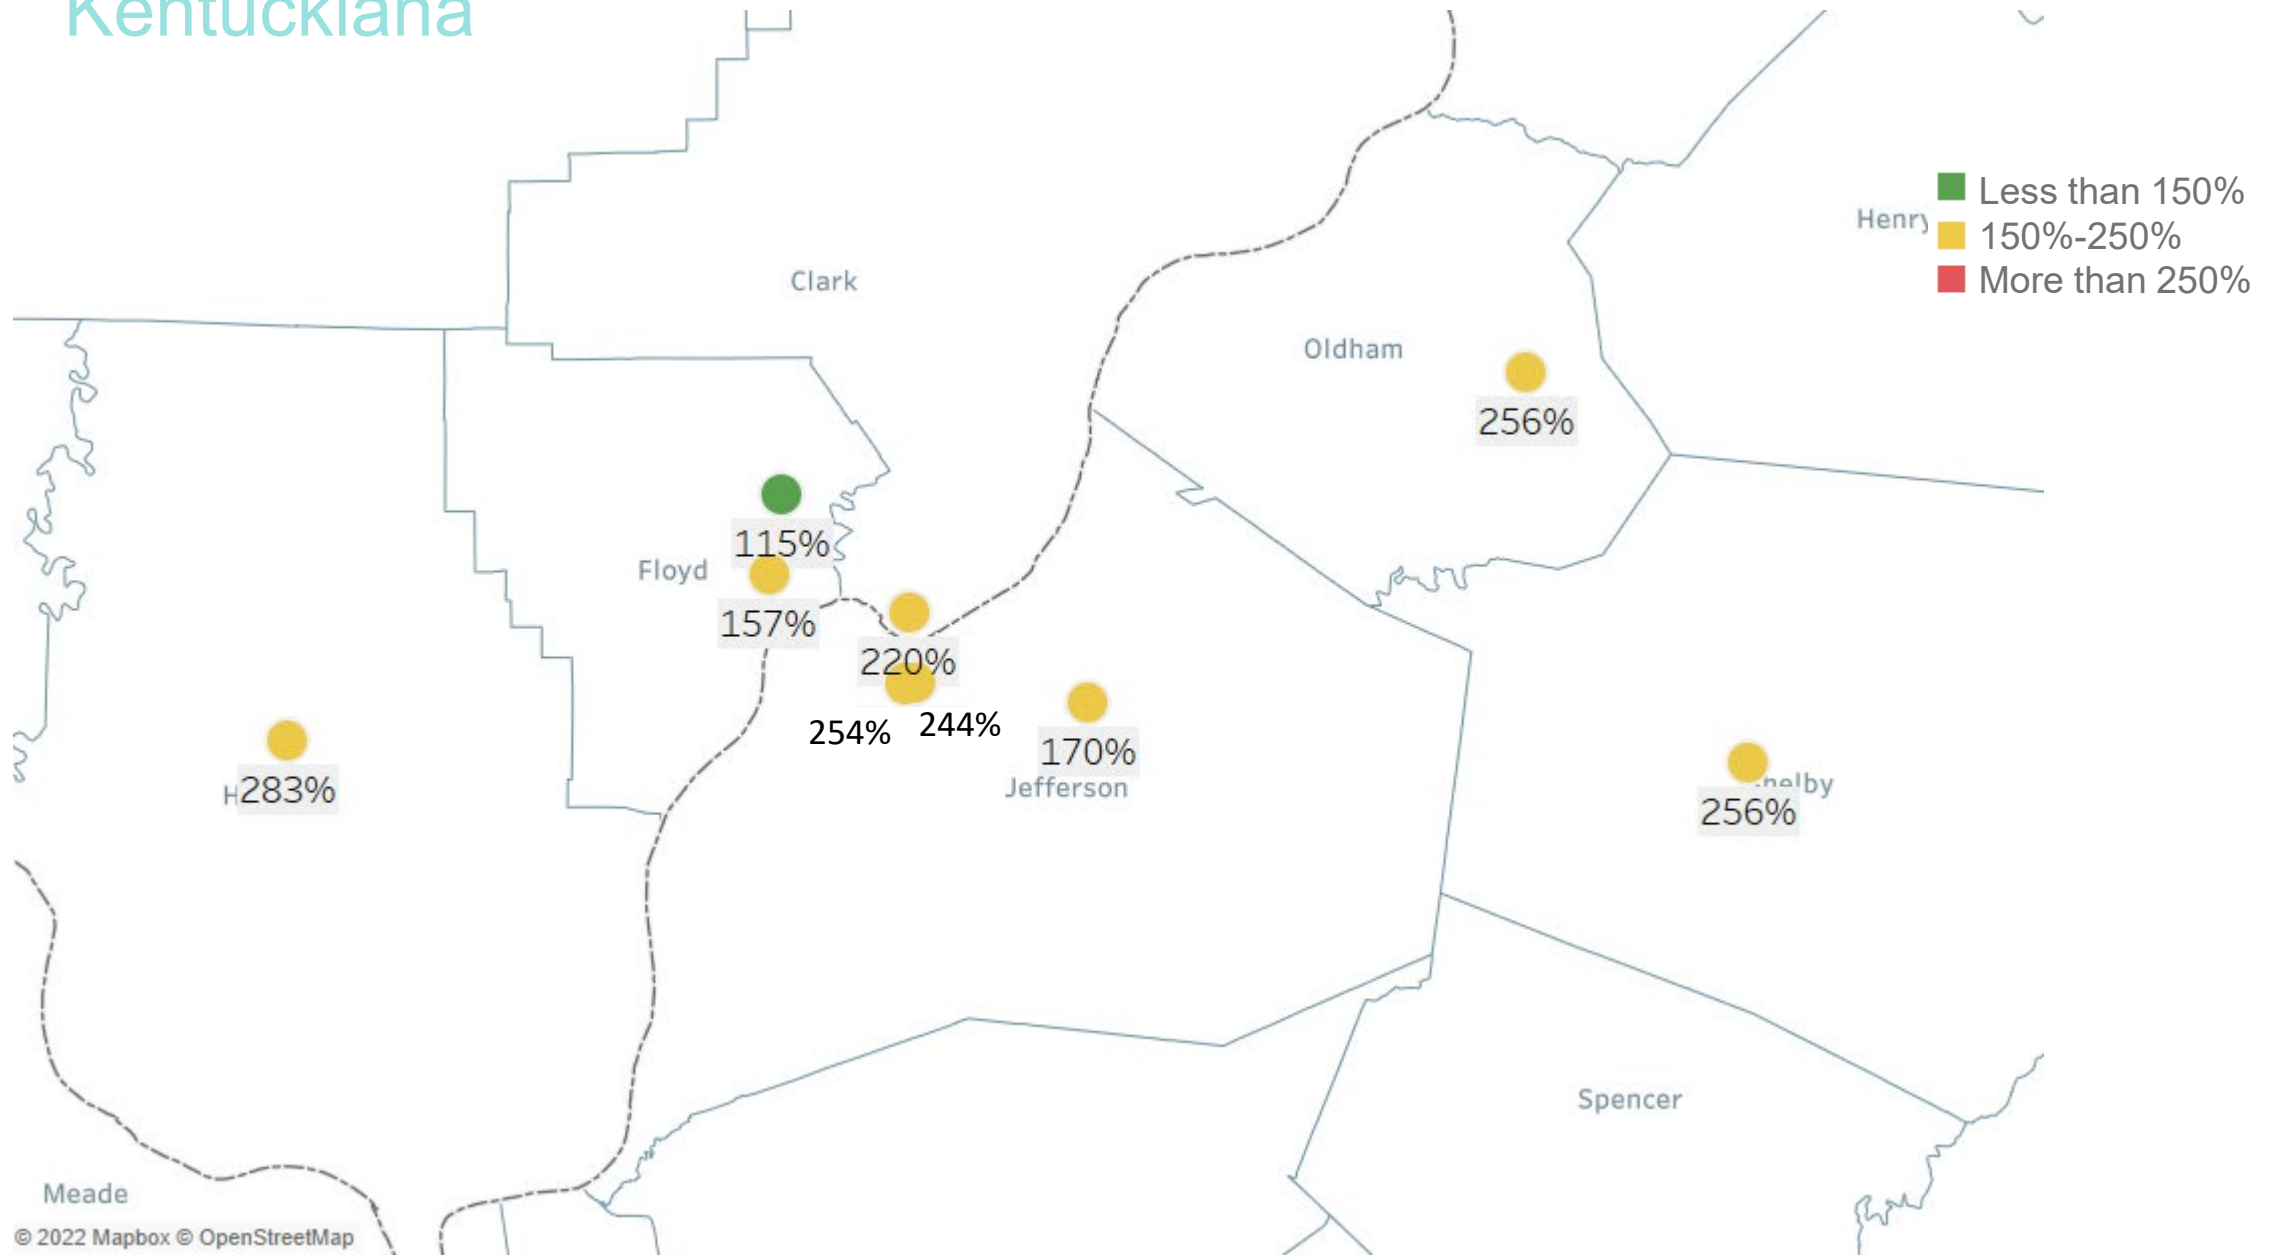 Kentuckiana
Less than 150%
Henry
150%-250%
More than 250%
Clark
Oldham
256%
115%
Floyd
157%
220%
254%
244%
170%
Jefferson
283%
256%
Spencer
Meade
© 2022 Mapbox © OpenStreetMap